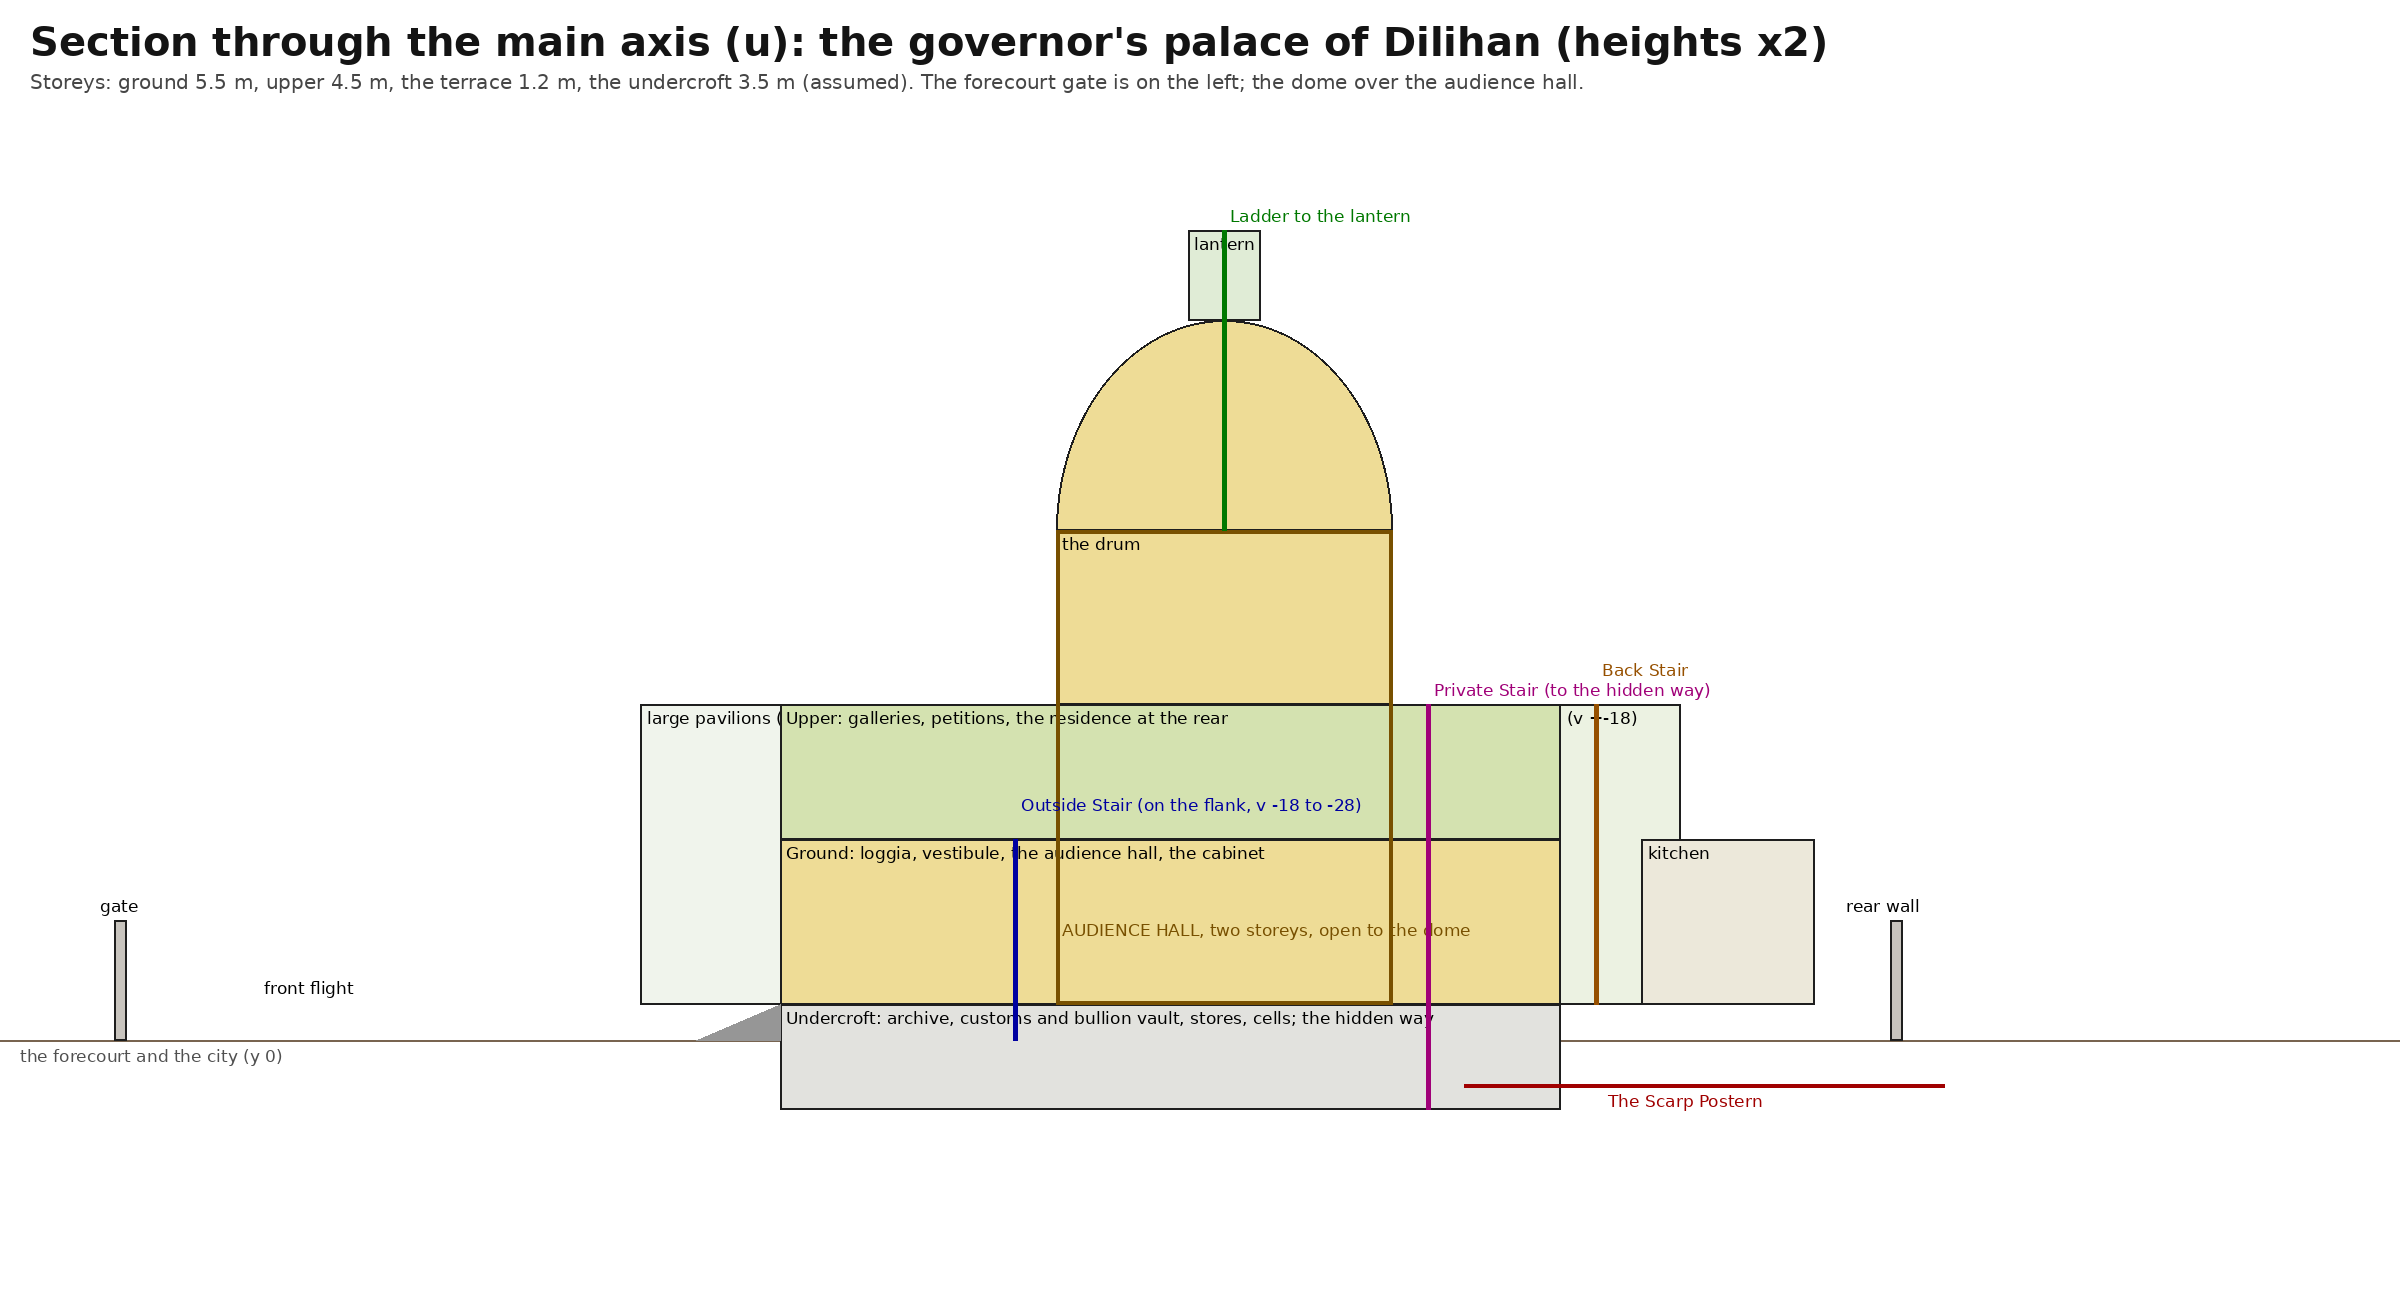 Section through the main axis (u): the governor's palace of Dilihan (heights x2)
Storeys: ground 5.5 m, upper 4.5 m, the terrace 1.2 m, the undercroft 3.5 m (assumed). The forecourt gate is on the left; the dome over the audience hall.
Ladder to the lantern
lantern
the drum
Back Stair
Private Stair (to the hidden way)
large pavilions (
Upper: galleries, petitions, the residence at the rear
(v -18)
Outside Stair (on the flank, v -18 to -28)
Ground: loggia, vestibule, the audience hall, the cabinet
kitchen
gate
rear wall
AUDIENCE HALL, two storeys, open to the dome
front flight
Undercroft: archive, customs and bullion vault, stores, cells; the hidden way
the forecourt and the city (y 0)
The Scarp Postern